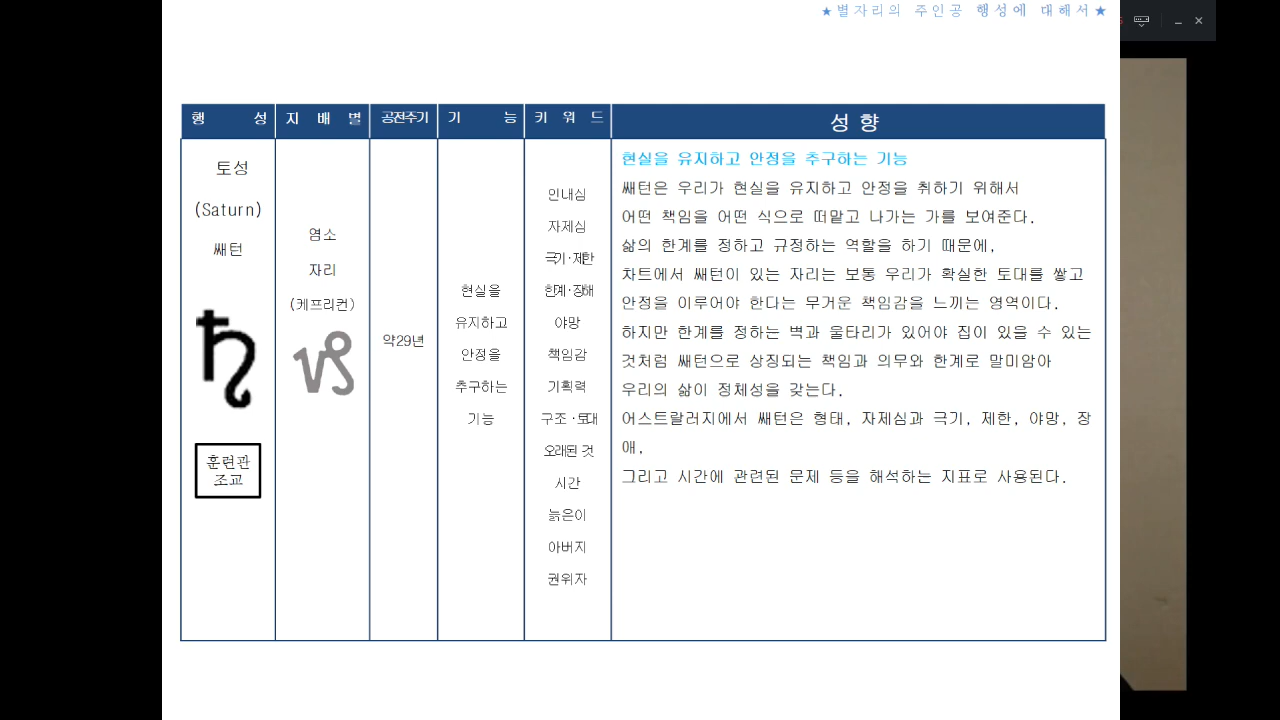 ★별자리의 주인공 행성에 대해서★
행 성 지 배 별 공전주기 기 능 키 워 드 성 향
토성
(Saturn)
쌔턴
훈련관
조교
염소
자리
(케프리컨)
약29년
현실을
유지하고
안정을
추구하는
기능
인내심
자제심
극기·제한
한계·장해
야망
책임감
기획력
구조·토대
오래된 것
시간
늙은이
아버지
권위자
현실을 유지하고 안정을 추구하는 기능
쌔턴은 우리가 현실을 유지하고 안정을 취하기 위해서
어떤 책임을 어떤 식으로 떠맡고 나가는 가를 보여준다.
삶의 한계를 정하고 규정하는 역할을 하기 때문에,
차트에서 쌔턴이 있는 자리는 보통 우리가 확실한 토대를 쌓고
안정을 이루어야 한다는 무거운 책임감을 느끼는 영역이다.
하지만 한계를 정하는 벽과 울타리가 있어야 집이 있을 수 있는
것처럼 쌔턴으로 상징되는 책임과 의무와 한계로 말미암아
우리의 삶이 정체성을 갖는다.
어스트랄러지에서 쌔턴은 형태, 자제심과 극기, 제한, 야망, 장
애,
그리고 시간에 관련된 문제 등을 해석하는 지표로 사용된다.